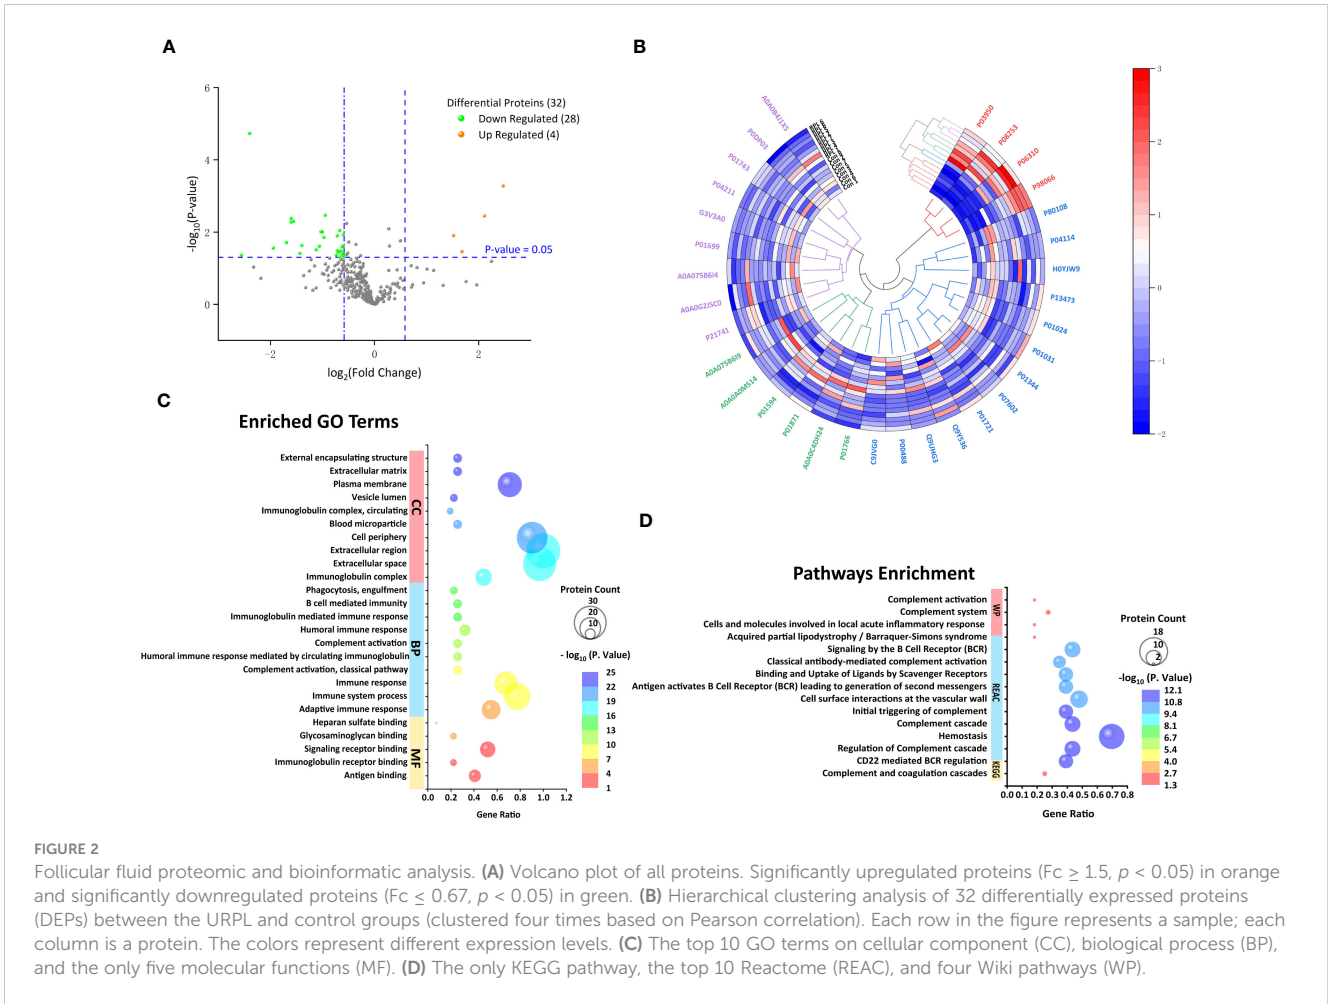 A
6
4
2
0
−2
0
2
-log10(P-value)
log2(Fold Change)
Differential Proteins (32)
Down Regulated (28)
Up Regulated (4)
P-value = 0.05
B
A0A0B4J1X5
P0DP03
P01743
P04211
G3V3A0
P01699
A0A075B6I4
A0A0G2JSC0
P21741
A0A075B6I9
A0A0A0MS14
P01594
P01871
A0A0C4DH24
P01766
C9JVG0
P00488
Q9UHG3
Q9Y536
P01721
P07602
P01344
P01031
P01024
P13473
H0YJW9
P04114
P80108
P98066
P06310
P08253
P03950
3
2
1
0
−1
−2
C
Enriched GO Terms
External encapsulating structure
Extracellular matrix
Plasma membrane
Vesicle lumen
Immunoglobulin complex, circulating
Blood microparticle
Cell periphery
Extracellular region
Extracellular space
Immunoglobulin complex
Phagocytosis, engulfment
B cell mediated immunity
Immunoglobulin mediated immune response
Humoral immune response
Complement activation
Humoral immune response mediated by circulating immunoglobulin
Complement activation, classical pathway
Immune response
Immune system process
Adaptive immune response
Heparan sulfate binding
Glycosaminoglycan binding
Signaling receptor binding
Immunoglobulin receptor binding
Antigen binding
CC
BP
MF
0.0 0.2 0.4 0.6 0.8 1.0 1.2
Gene Ratio
Protein Count
30
20
10
- log10 (P. Value)
25
22
19
16
13
10
7
4
1
D
Pathways Enrichment
Complement activation
Complement system
Cells and molecules involved in local acute inflammatory response
Acquired partial lipodystrophy / Barraquer-Simons syndrome
Signaling by the B Cell Receptor (BCR)
Classical antibody-mediated complement activation
Binding and Uptake of Ligands by Scavenger Receptors
Antigen activates B Cell Receptor (BCR) leading to generation of second messengers
Cell surface interactions at the vascular wall
Initial triggering of complement
Complement cascade
Hemostasis
Regulation of Complement cascade
CD22 mediated BCR regulation
Complement and coagulation cascades
WP
REAC
KEGG
0.0 0.1 0.2 0.3 0.4 0.5 0.6 0.7 0.8
Gene Ratio
Protein Count
18
10
2
-log10 (P. Value)
12.1
10.8
9.4
8.1
6.7
5.4
4.0
2.7
1.3
FIGURE 2
Follicular fluid proteomic and bioinformatic analysis. (A) Volcano plot of all proteins. Significantly upregulated proteins (Fc ≥ 1.5, p < 0.05) in orange
and significantly downregulated proteins (Fc ≤ 0.67, p < 0.05) in green. (B) Hierarchical clustering analysis of 32 differentially expressed proteins
(DEPs) between the URPL and control groups (clustered four times based on Pearson correlation). Each row in the figure represents a sample; each
column is a protein. The colors represent different expression levels. (C) The top 10 GO terms on cellular component (CC), biological process (BP),
and the only five molecular functions (MF). (D) The only KEGG pathway, the top 10 Reactome (REAC), and four Wiki pathways (WP).